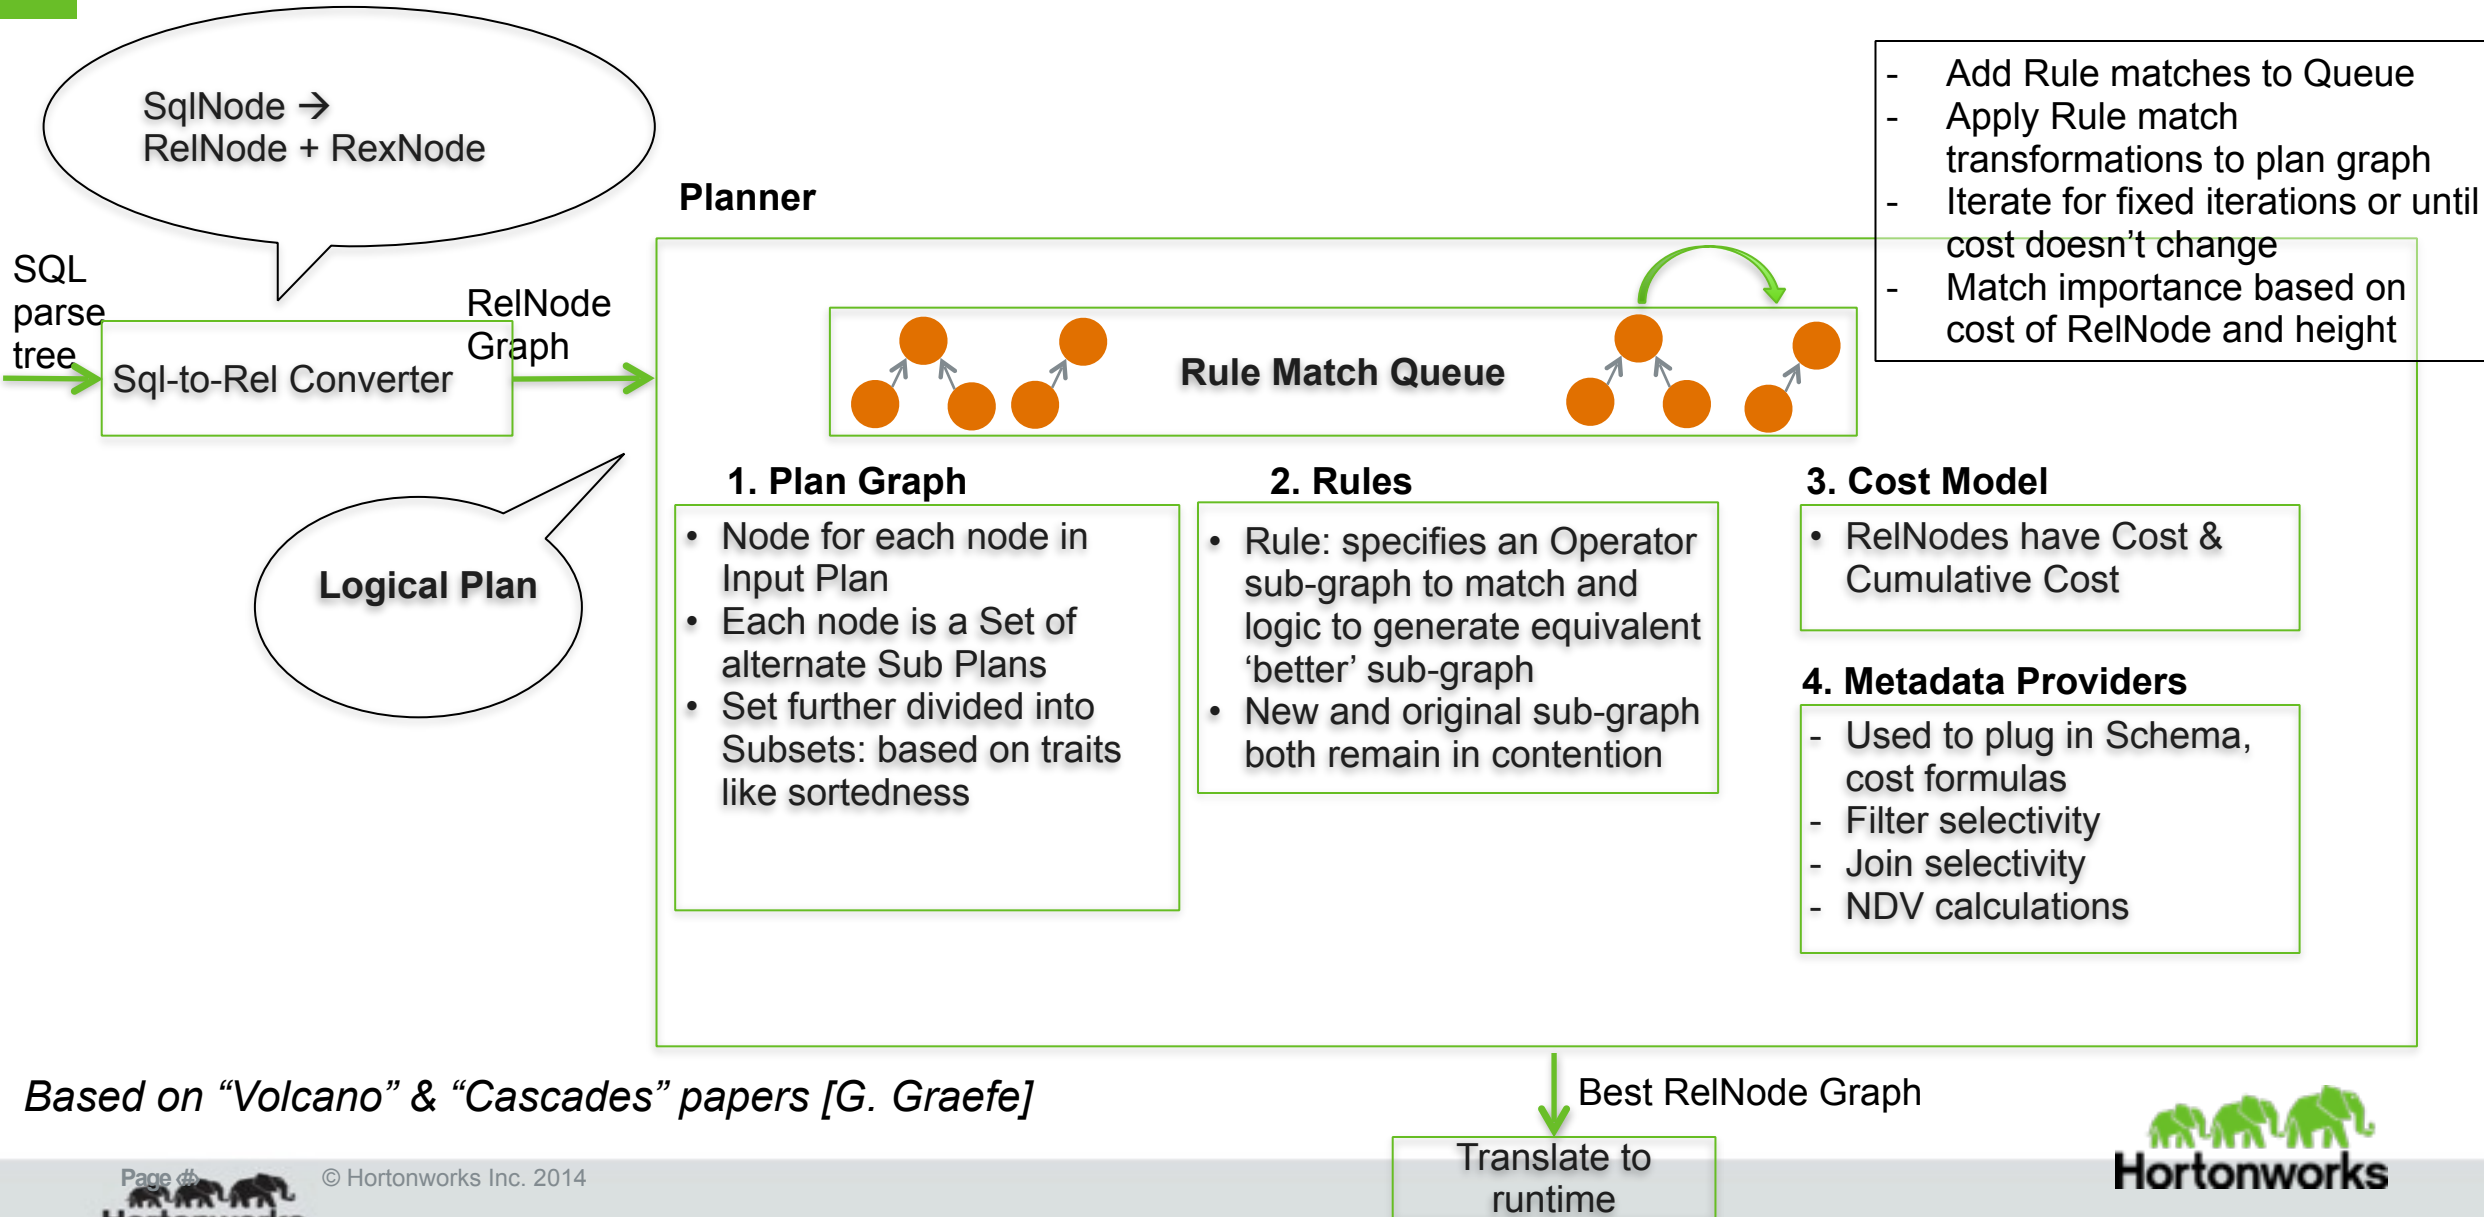 SqlNode →
RelNode + RexNode
- Add Rule matches to Queue
- Apply Rule match
transformations to plan graph
- Iterate for fixed iterations or until
cost doesn’t change
- Match importance based on
cost of RelNode and height
Planner
SQL
parse
tree
Sql-to-Rel Converter
RelNode
Graph
Rule Match Queue
Logical Plan
1. Plan Graph
• Node for each node in
Input Plan
• Each node is a Set of
alternate Sub Plans
• Set further divided into
Subsets: based on traits
like sortedness
2. Rules
• Rule: specifies an Operator
sub-graph to match and
logic to generate equivalent
‘better’ sub-graph
• New and original sub-graph
both remain in contention
3. Cost Model
• RelNodes have Cost &
Cumulative Cost
4. Metadata Providers
- Used to plug in Schema,
cost formulas
- Filter selectivity
- Join selectivity
- NDV calculations
Based on “Volcano” & “Cascades” papers [G. Graefe]
Best RelNode Graph
Translate to
runtime
Hortonworks
Page
© Hortonworks Inc. 2014
Hortonworks